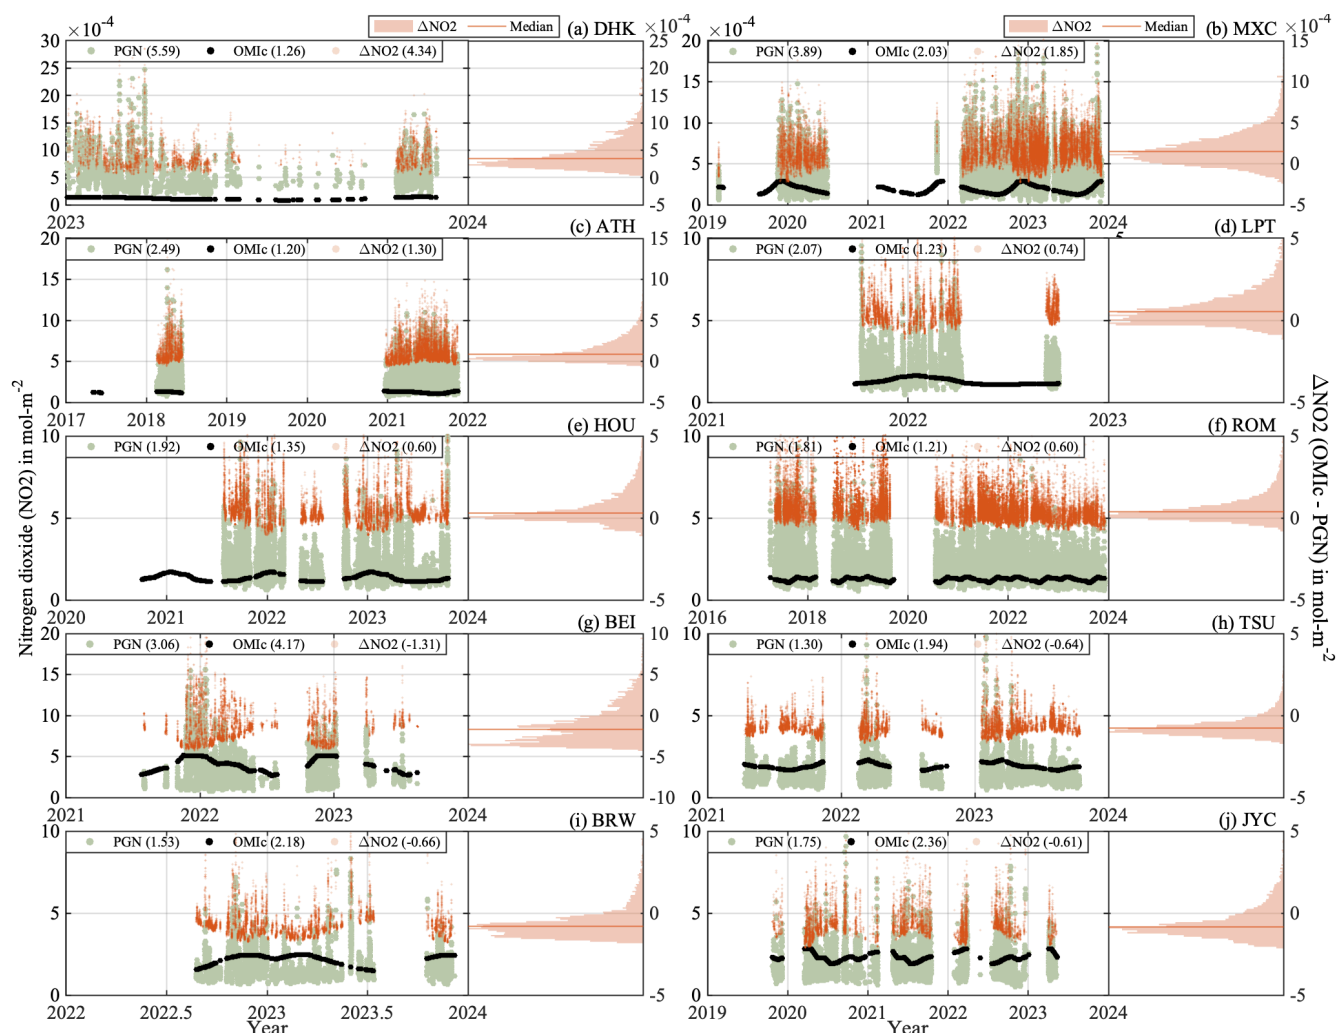 ΔNO2 Median
ΔNO2 Median
×10-4 (a) DHK ×10-4
PGN (5.59) OMIc (1.26) ΔNO2 (4.34)
30
25
20
15
10
5
0
25
20
15
10
5
0
-5
2023 2024
×10-4 (b) MXC ×10-4
PGN (3.89) OMIc (2.03) ΔNO2 (1.85)
20
15
10
5
0
15
10
5
0
-5
2019 2020 2021 2022 2023 2024
(c) ATH
PGN (2.49) OMIc (1.20) ΔNO2 (1.30)
20
15
10
5
0
15
10
5
0
-5
2017 2018 2019 2020 2021 2022
(d) LPT
PGN (2.07) OMIc (1.23) ΔNO2 (0.74)
10
5
0
5
0
-5
2021 2022 2023
(e) HOU
PGN (1.92) OMIc (1.35) ΔNO2 (0.60)
10
5
0
5
0
-5
2020 2021 2022 2023 2024
(f) ROM
PGN (1.81) OMIc (1.21) ΔNO2 (0.60)
10
5
0
5
0
-5
2016 2018 2020 2022 2024
(g) BEI
PGN (3.06) OMIc (4.17) ΔNO2 (-1.31)
20
15
10
5
0
10
5
0
-5
-10
2021 2022 2023 2024
(h) TSU
PGN (1.30) OMIc (1.94) ΔNO2 (-0.64)
10
5
0
5
0
-5
2021 2022 2023 2024
(i) BRW
PGN (1.53) OMIc (2.18) ΔNO2 (-0.66)
10
5
0
5
0
-5
2022 2022.5 2023 2023.5 2024
Year
(j) JYC
PGN (1.75) OMIc (2.36) ΔNO2 (-0.61)
10
5
0
5
0
-5
2019 2020 2021 2022 2023 2024
Year
Nitrogen dioxide (NO2) in mol-m-2
ΔNO2 (OMIc - PGN) in mol-m-2